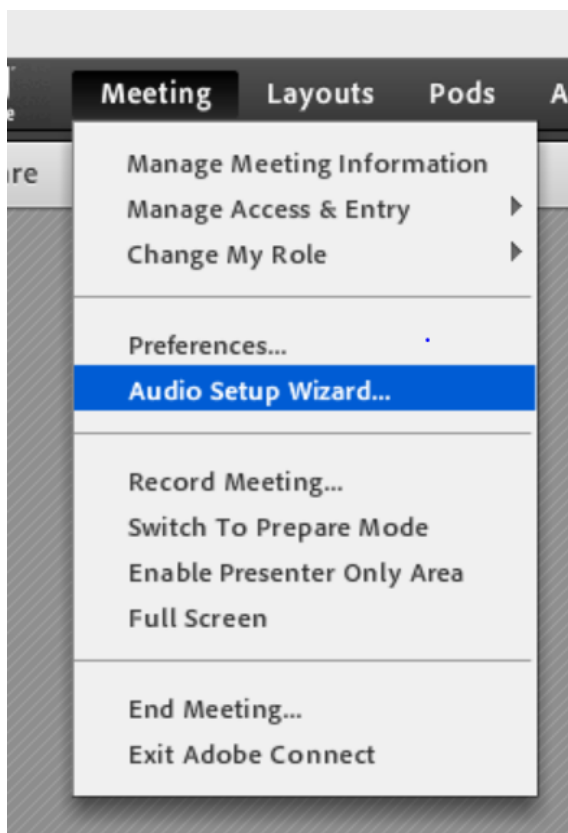 Meeting Layouts Pods A
re
Manage Meeting Information
Manage Access & Entry
Change My Role
Preferences...
Audio Setup Wizard...
Record Meeting...
Switch To Prepare Mode
Enable Presenter Only Area
Full Screen
End Meeting...
Exit Adobe Connect